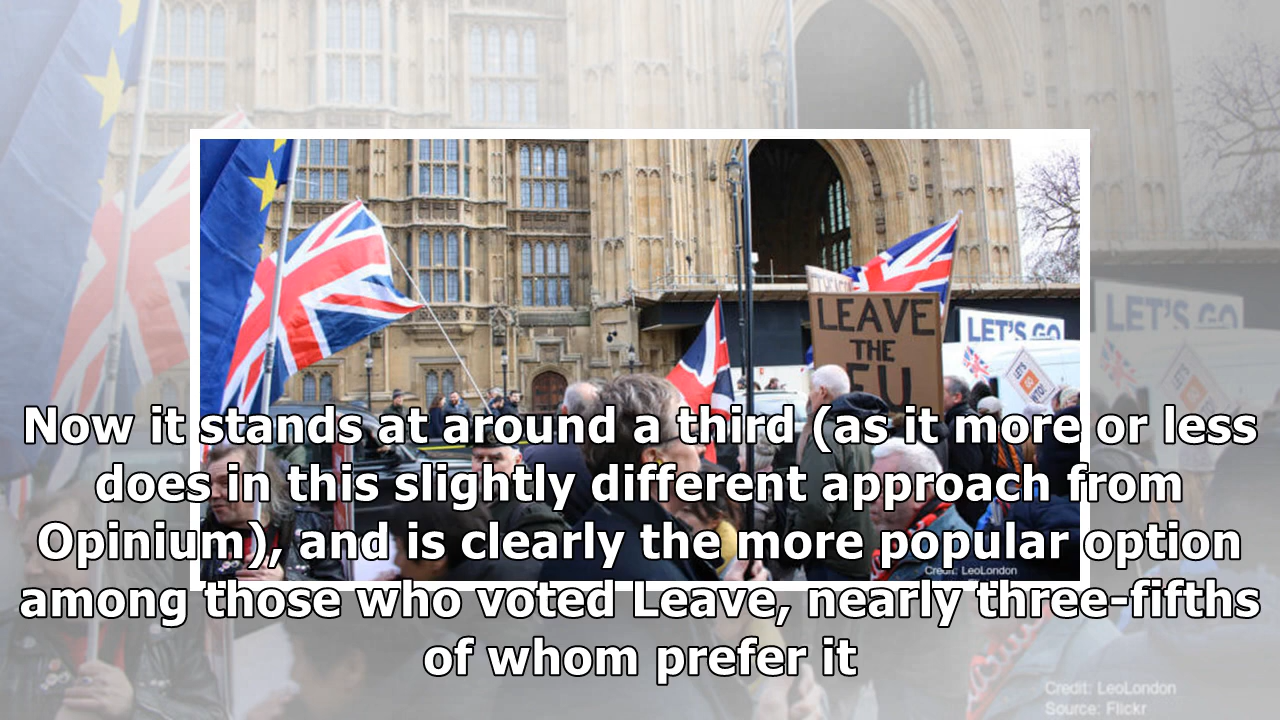 LEAVE
THE
EU
LET'S GO
LET'S GO
Now it stands at around a third (as it more or less
does in this slightly different approach from
Opinium), and is clearly the more popular option
among those who voted Leave, nearly three-fifths
of whom prefer it
Credit: LeoLondon
Credit: LeoLondon
Source: Flickr